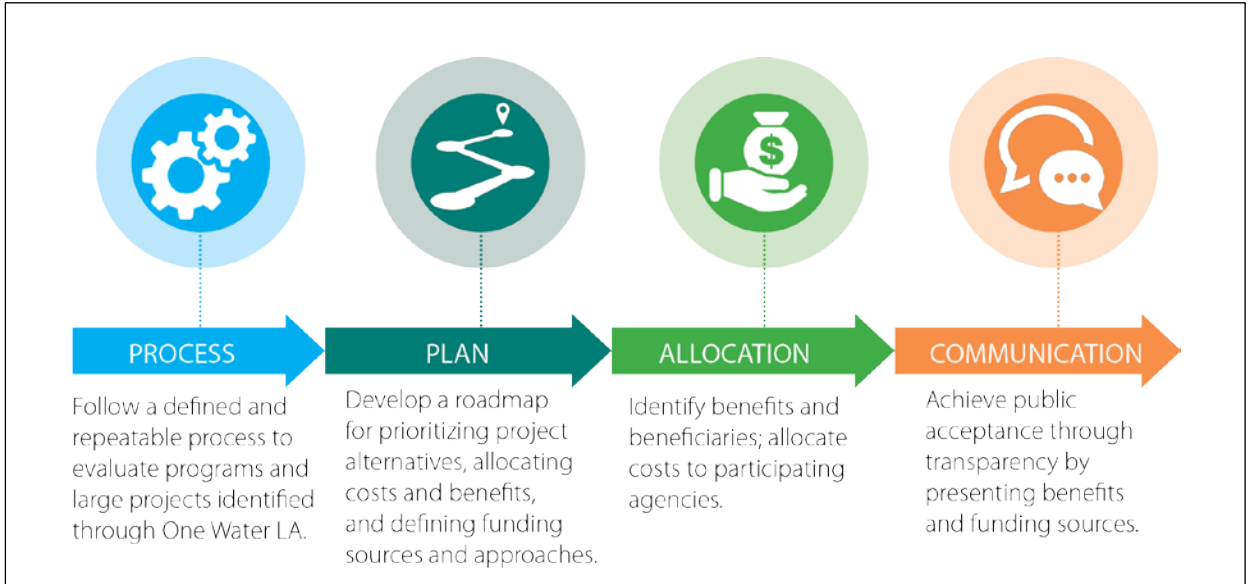 $
PROCESS
Follow a defined and
repeatable process to
evaluate programs and
large projects identified
through One Water LA.
PLAN
Develop a roadmap
for prioritizing project
alternatives, allocating
costs and benefits,
and defining funding
sources and approaches.
ALLOCATION
Identify benefits and
beneficiaries; allocate
costs to participating
agencies.
COMMUNICATION
Achieve public
acceptance through
transparency by
presenting benefits
and funding sources.